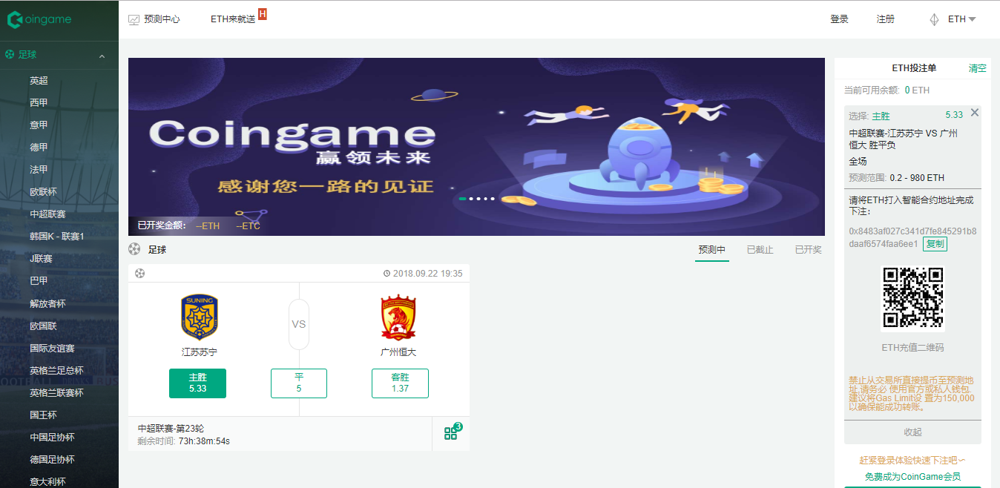 Coingame
预测中心
ETH来就送
H
登录
注册
ETH
足球
英超
西甲
意甲
德甲
法甲
欧联杯
中超联赛
韩国K - 联赛1
J联赛
巴甲
解放者杯
欧国联
国际友谊赛
英格兰足总杯
英格兰联赛杯
国王杯
中国足协杯
德国足协杯
意大利杯
Coingame
赢领未来
感谢您一路的见证
已开奖金额: --ETH --ETC
足球
预测中
已截止
已开奖
2018.09.22 19:35
SUNING
VS
江苏苏宁
广州恒大
主胜
5.33
平
5
客胜
1.37
中超联赛-第23轮
剩余时间: 73h:38m:54s
3
ETH投注单
清空
当前可用余额: 0 ETH
选择: 主胜
5.33
中超联赛-江苏苏宁 VS 广州
恒大 胜平负
全场
预测范围: 0.2 - 980 ETH
请将ETH打入智能合约地址完成
下注:
0x8483af027c341d7fe845291b8
daaf6574faa6ee1 复制
ETH充值二维码
禁止从交易所直接提币至预测地
址,请务必 使用官方或私人钱包.
建议将Gas Limit设 置为150,000
以确保能成功转账。
收起
赶紧登录体验快速下注吧~
免费成为CoinGame会员